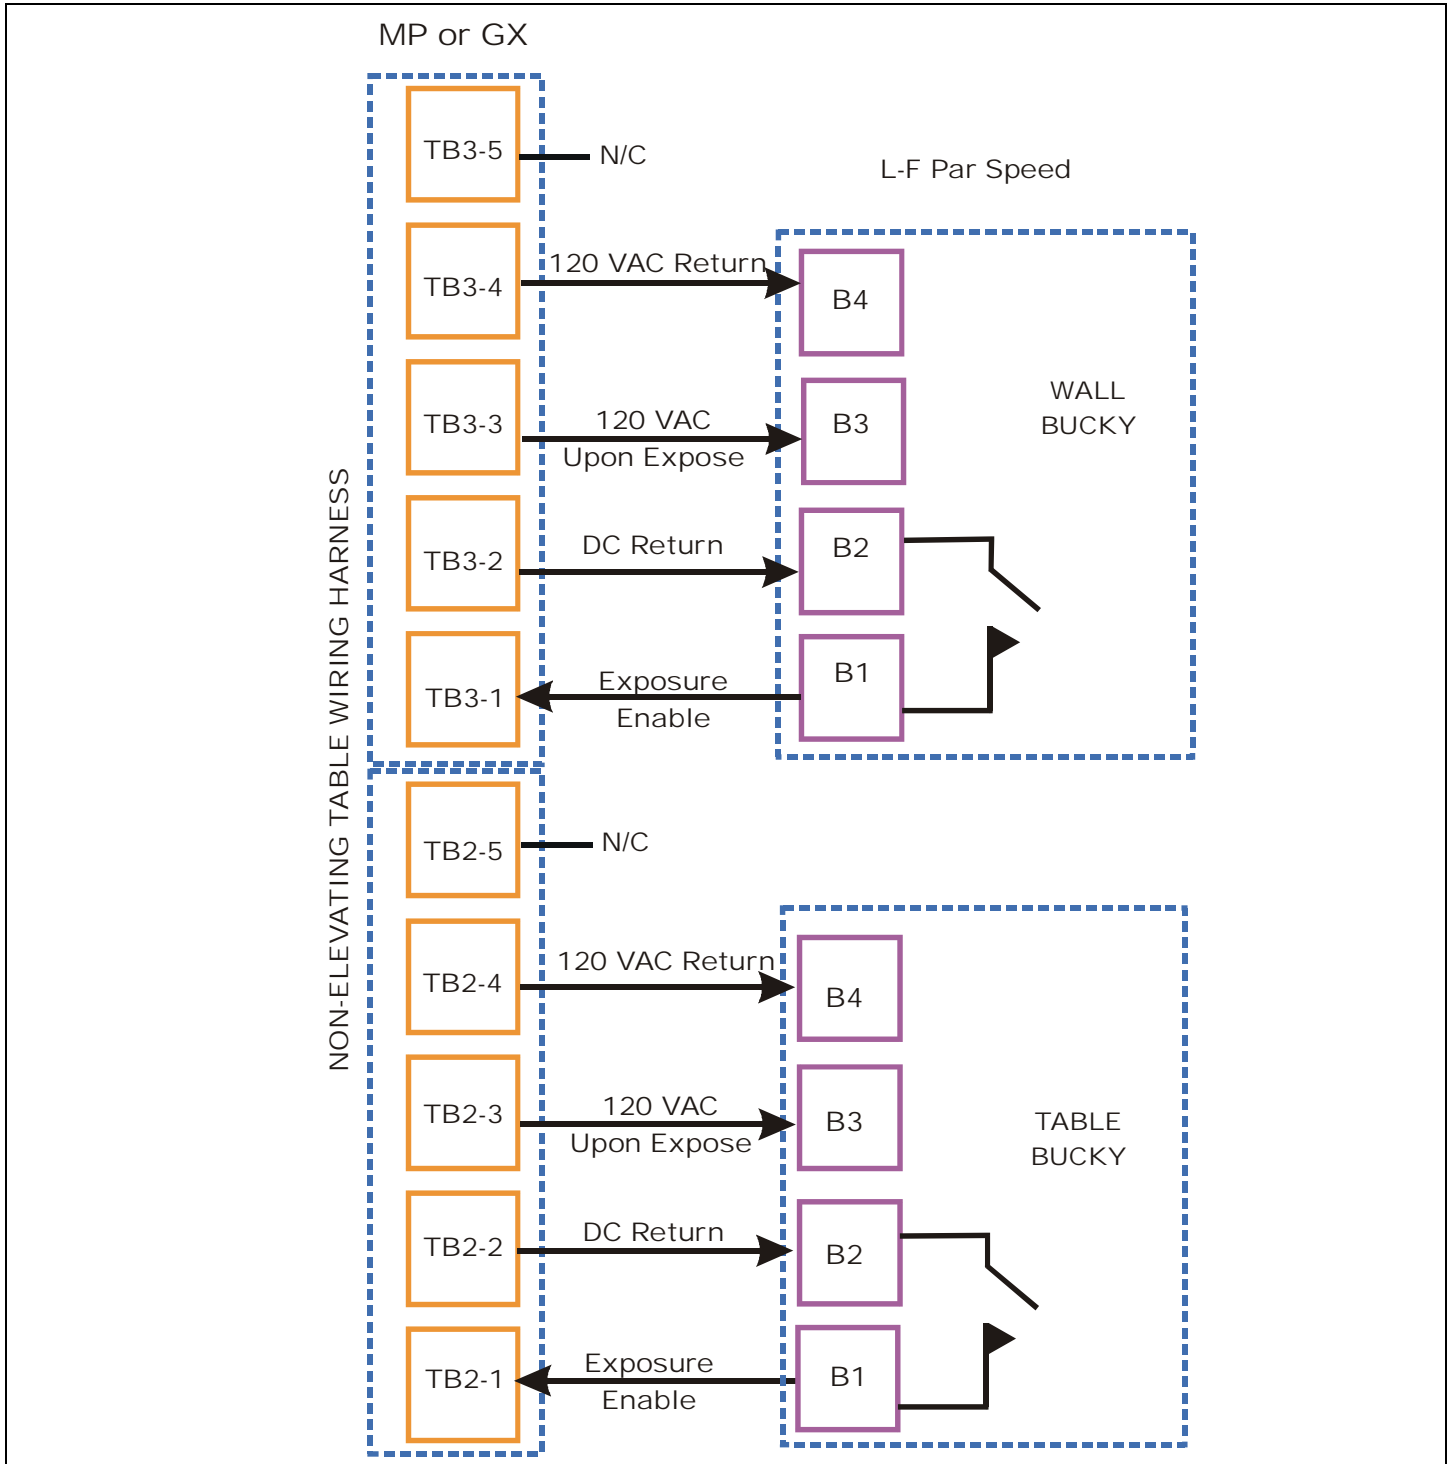 MP or GX
TB3-5
N/C
L-F Par Speed
TB3-4
120 VAC Return
B4
WALL
BUCKY
TB3-3
120 VAC
Upon Expose
B3
TB3-2
DC Return
B2
TB3-1
Exposure
Enable
B1
NON-ELEVATING TABLE WIRING HARNESS
TB2-5
N/C
TB2-4
120 VAC Return
B4
TB2-3
120 VAC
Upon Expose
B3
TABLE
BUCKY
TB2-2
DC Return
B2
TB2-1
Exposure
Enable
B1